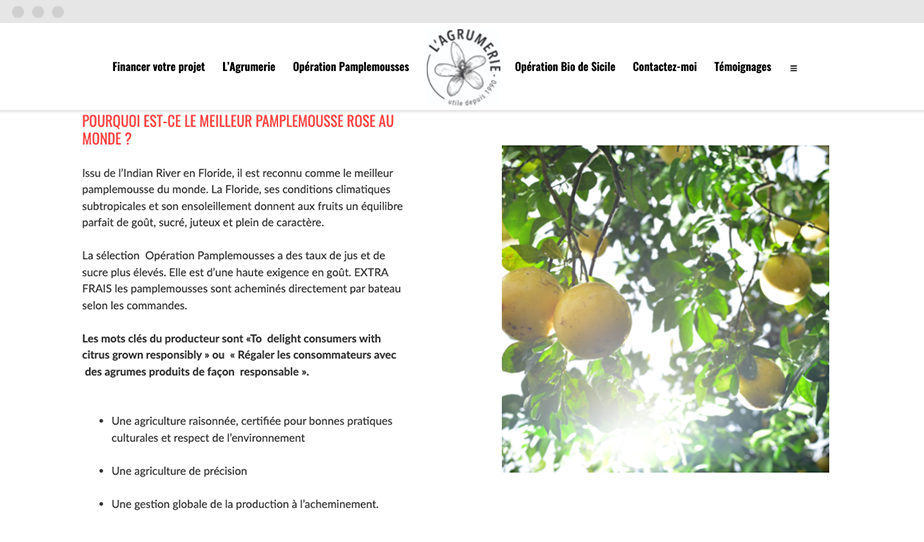 Financer votre projet
L'Agrumerie
Opération Pamplemousses
L'AGRUMERIE
utile depuis 1990
Opération Bio de Sicile
Contactez-moi
Témoignages
POURQUOI EST-CE LE MEILLEUR PAMPLEMOUSSE ROSE AU
MONDE ?
Issu de l'Indian River en Floride, il est reconnu comme le meilleur
pamplemousse du monde. La Floride, ses conditions climatiques
subtropicales et son ensoleillement donnent aux fruits un équilibre
parfait de goût, sucré, juteux et plein de caractère.
La sélection Opération Pamplemousses a des taux de jus et de
sucre plus élevés. Elle est d'une haute exigence en goût. EXTRA
FRAIS les pamplemousses sont acheminés directement par bateau
selon les commandes.
Les mots clés du producteur sont «To delight consumers with
citrus grown responsibly » ou « Régaler les consommateurs avec
des agrumes produits de façon responsable ».
• Une agriculture raisonnée, certifiée pour bonnes pratiques
culturales et respect de l'environnement
• Une agriculture de précision
• Une gestion globale de la production à l'acheminement.